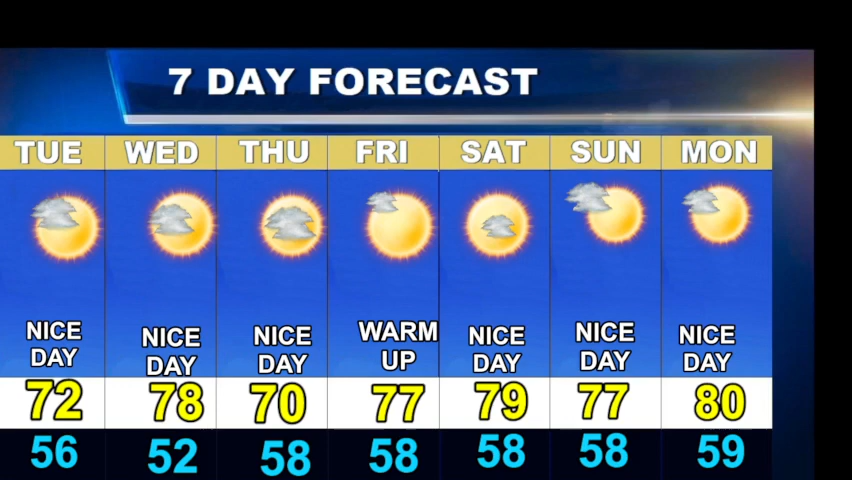 7 DAY FORECAST
TUE WED THU FRI SAT SUN MON
NICE DAY
NICE DAY
NICE DAY
WARM UP
NICE DAY
NICE DAY
NICE DAY
72 78 70 77 79 77 80
56 52 58 58 58 58 59